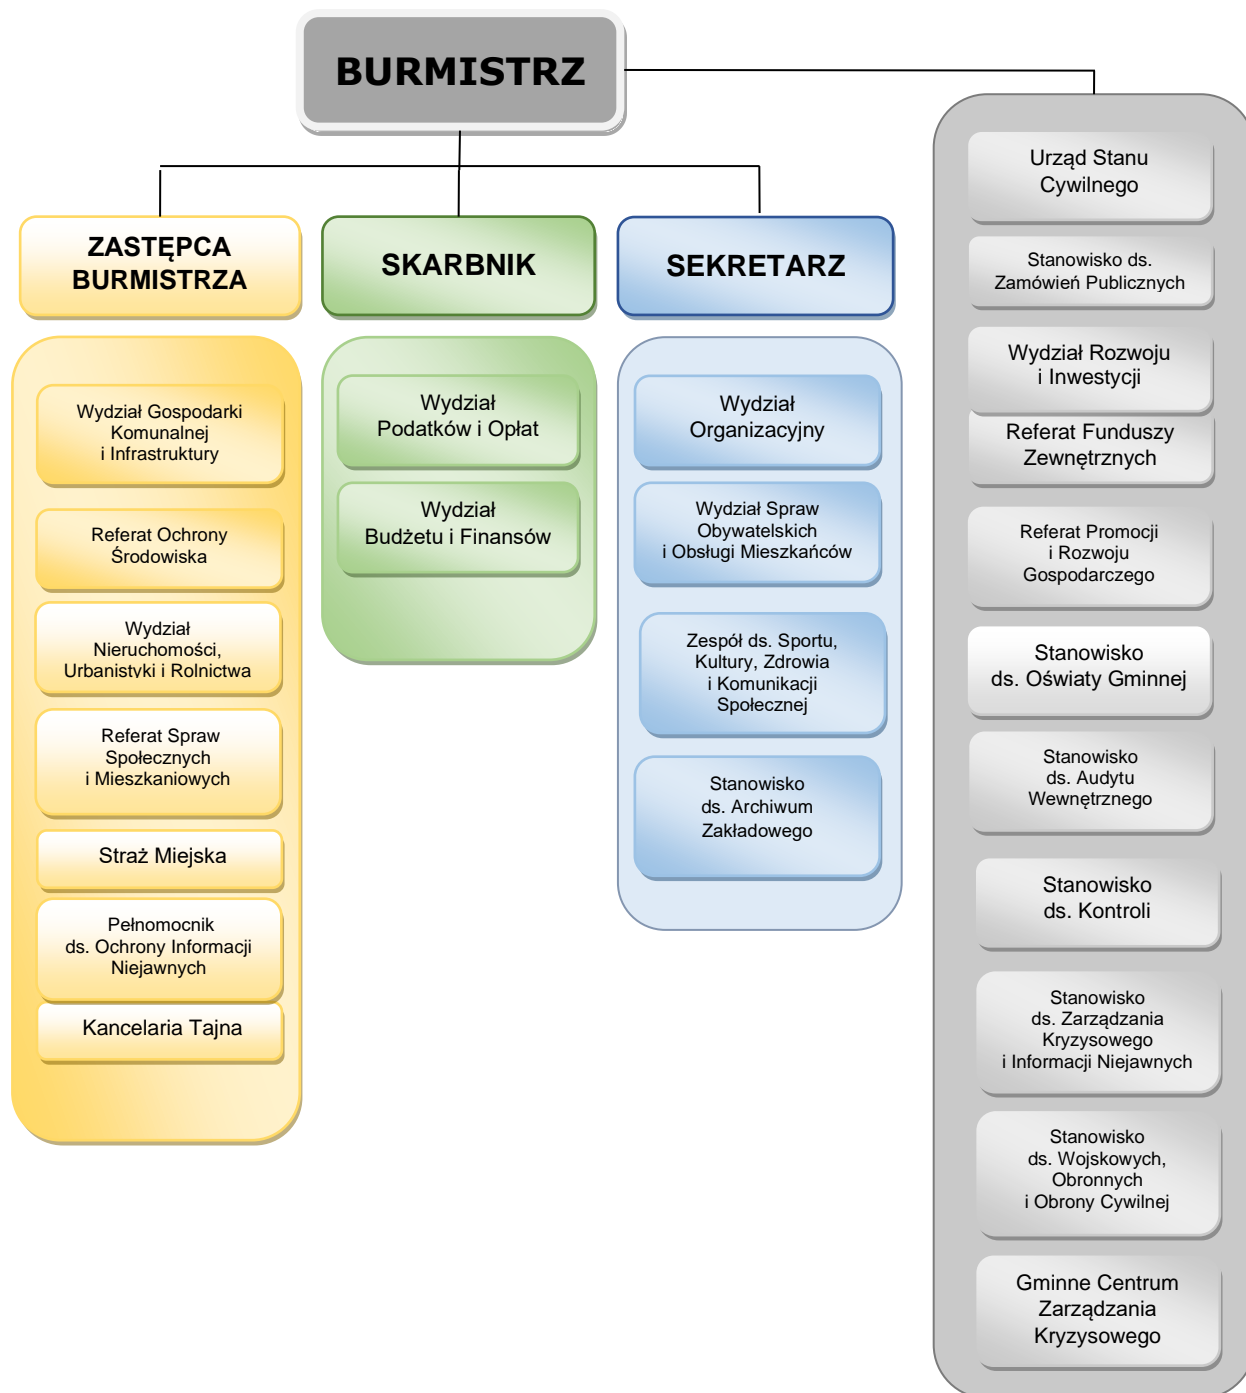 BURMISTRZ
ZASTĘPCA
BURMISTRZA
Wydział Gospodarki
Komunalnej
i Infrastruktury
Referat Ochrony
Środowiska
Wydział
Nieruchomości,
Urbanistyki i Rolnictwa
Referat Spraw
Społecznych
i Mieszkaniowych
Straż Miejska
Pełnomocnik
ds. Ochrony Informacji
Niejawnych
Kancelaria Tajna
SKARBNIK
Wydział
Podatków i Opłat
Wydział
Budżetu i Finansów
SEKRETARZ
Wydział
Organizacyjny
Wydział Spraw
Obywatelskich
i Obsługi Mieszkańców
Zespół ds. Sportu,
Kultury, Zdrowia
i Komunikacji
Społecznej
Stanowisko
ds. Archiwum
Zakładowego
Urząd Stanu
Cywilnego
Stanowisko ds.
Zamówień Publicznych
Wydział Rozwoju
i Inwestycji
Referat Funduszy
Zewnętrznych
Referat Promocji
i Rozwoju
Gospodarczego
Stanowisko
ds. Oświaty Gminnej
Stanowisko
ds. Audytu
Wewnętrznego
Stanowisko
ds. Kontroli
Stanowisko
ds. Zarządzania
Kryzysowego
i Informacji Niejawnych
Stanowisko
ds. Wojskowych,
Obronnych
i Obrony Cywilnej
Gminne Centrum
Zarządzania
Kryzysowego